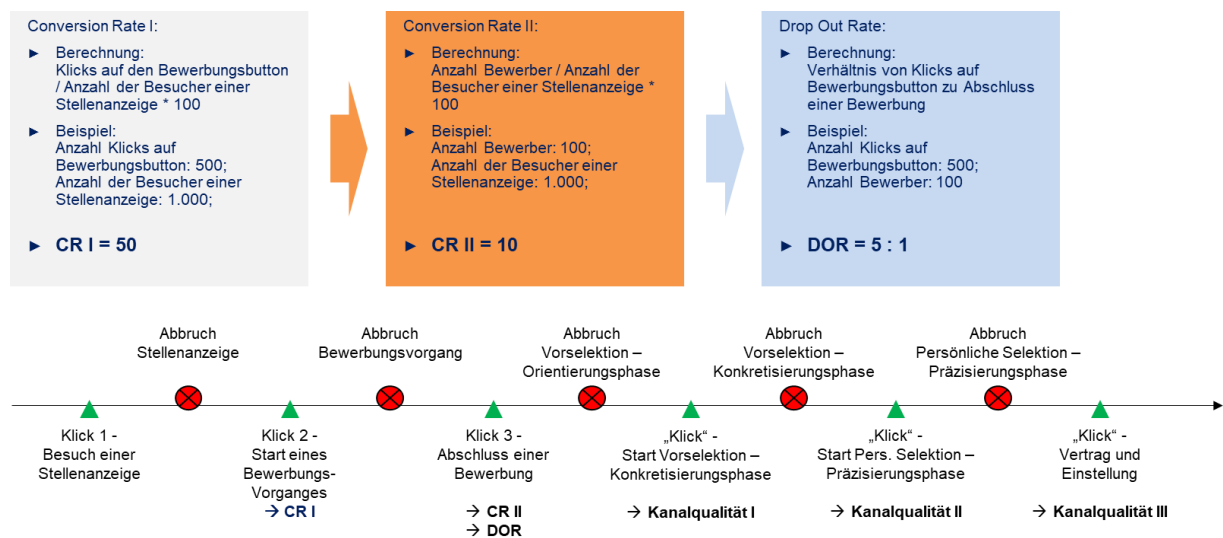 Conversion Rate I:
► Berechnung:
Klicks auf den Bewerbungsbutton
/ Anzahl der Besucher einer
Stellenanzeige * 100
► Beispiel:
Anzahl Klicks auf
Bewerbungsbutton: 500;
Anzahl der Besucher einer
Stellenanzeige: 1.000;
► CR I = 50
Conversion Rate II:
► Berechnung:
Anzahl Bewerber / Anzahl der
Besucher einer Stellenanzeige *
100
► Beispiel:
Anzahl Bewerber: 100;
Anzahl der Besucher einer
Stellenanzeige: 1.000;
► CR II = 10
Drop Out Rate:
► Berechnung:
Verhältnis von Klicks auf
Bewerbungsbutton zu Abschluss
einer Bewerbung
► Beispiel:
Anzahl Klicks auf
Bewerbungsbutton: 500;
Anzahl Bewerber: 100
► DOR = 5 : 1
Abbruch
Stellenanzeige
Abbruch
Bewerbungsvorgang
Abbruch
Vorselektion –
Orientierungsphase
Abbruch
Vorselektion –
Konkretisierungsphase
Abbruch
Persönliche Selektion –
Präzisierungsphase
Klick 1 -
Besuch einer
Stellenanzeige
Klick 2 -
Start eines
Bewerbungs-
Vorganges
→ CR I
Klick 3 -
Abschluss einer
Bewerbung
→ CR II
→ DOR
„Klick“ -
Start Vorselektion –
Konkretisierungsphase
→ Kanalqualität I
„Klick“ -
Start Pers. Selektion –
Präzisierungsphase
→ Kanalqualität II
„Klick“ -
Vertrag und
Einstellung
→ Kanalqualität III